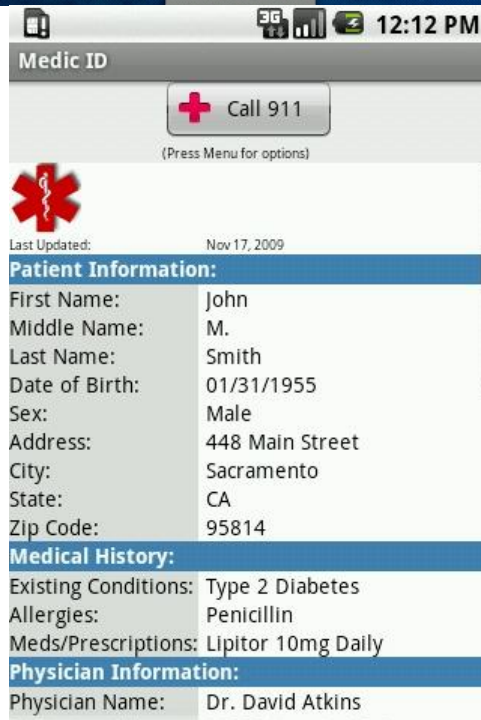 3G 12:12 PM
Medic ID
Call 911
(Press Menu for options)
Last Updated: Nov 17, 2009
Patient Information:
First Name: John
Middle Name: M.
Last Name: Smith
Date of Birth: 01/31/1955
Sex: Male
Address: 448 Main Street
City: Sacramento
State: CA
Zip Code: 95814
Medical History:
Existing Conditions: Type 2 Diabetes
Allergies: Penicillin
Meds/Prescriptions: Lipitor 10mg Daily
Physician Information:
Physician Name: Dr. David Atkins